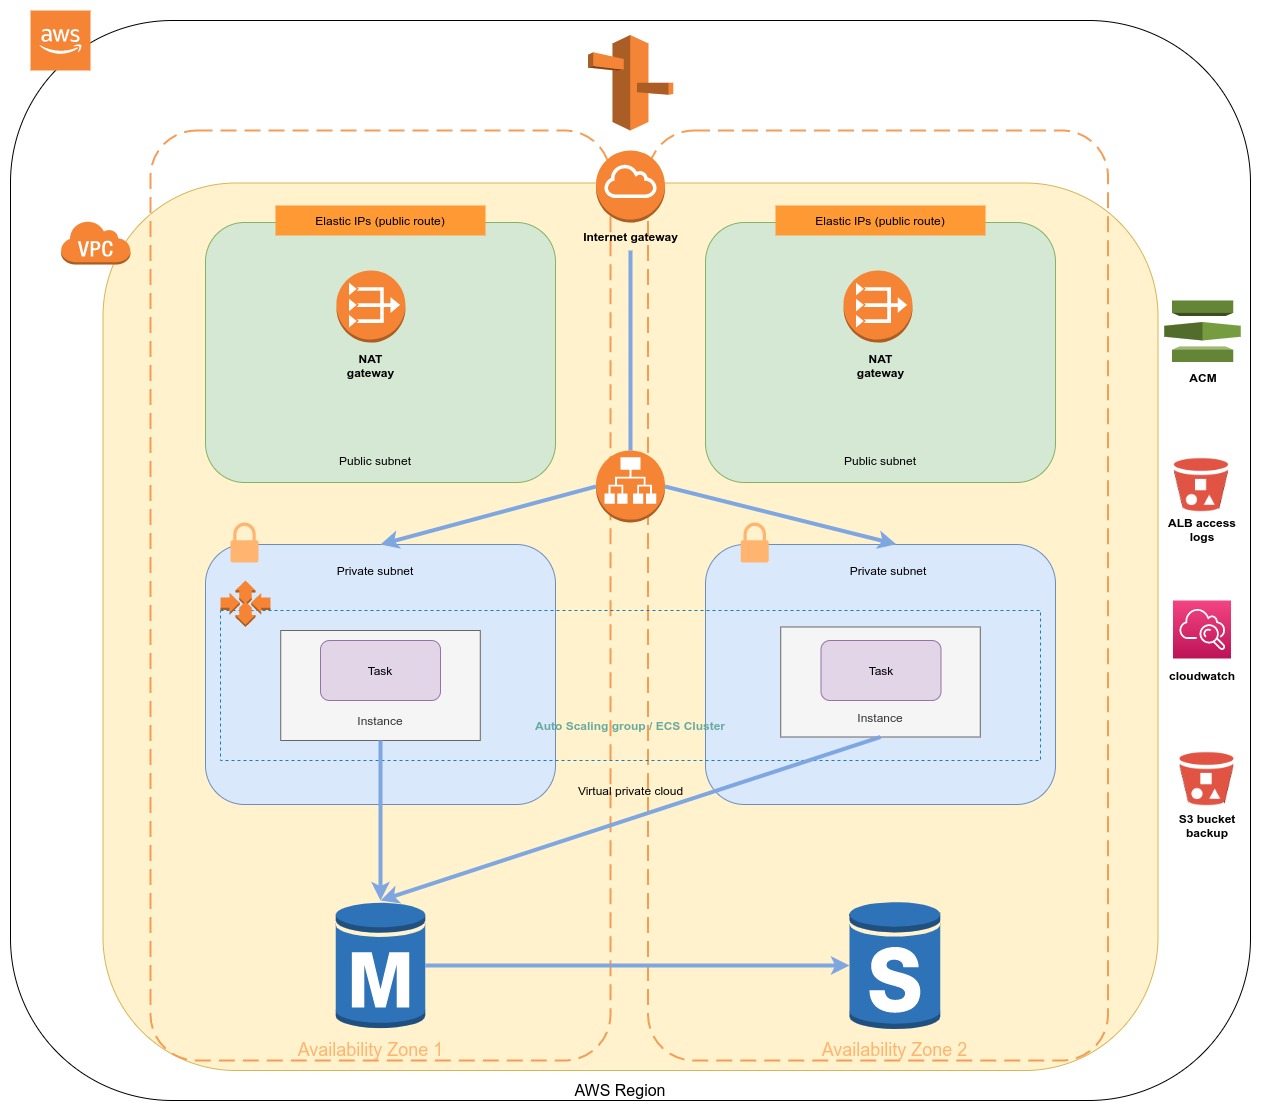 aws
Elastic IPs (public route)
Elastic IPs (public route)
Internet gateway
VPC
NAT
gateway
NAT
gateway
ACM
Public subnet
Public subnet
ALB access
logs
Private subnet
Private subnet
Task
Task
cloudwatch
Instance
Instance
Auto Scaling group / ECS Cluster
Virtual private cloud
S3 bucket
backup
M
S
Availability Zone 1
Availability Zone 2
AWS Region